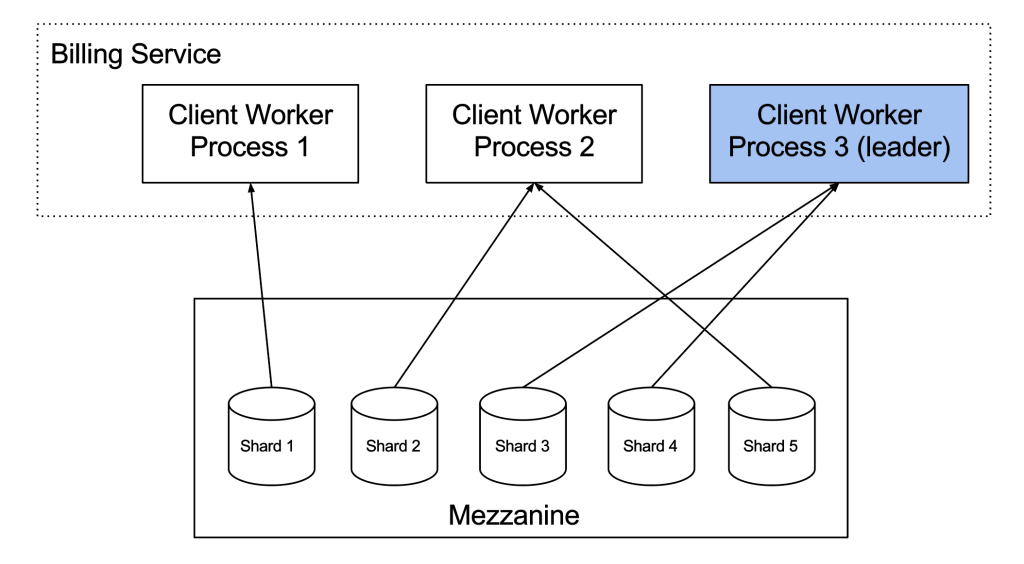 Billing Service
Client Worker
Process 1
Client Worker
Process 2
Client Worker
Process 3 (leader)
Shard 1
Shard 2
Shard 3
Shard 4
Shard 5
Mezzanine